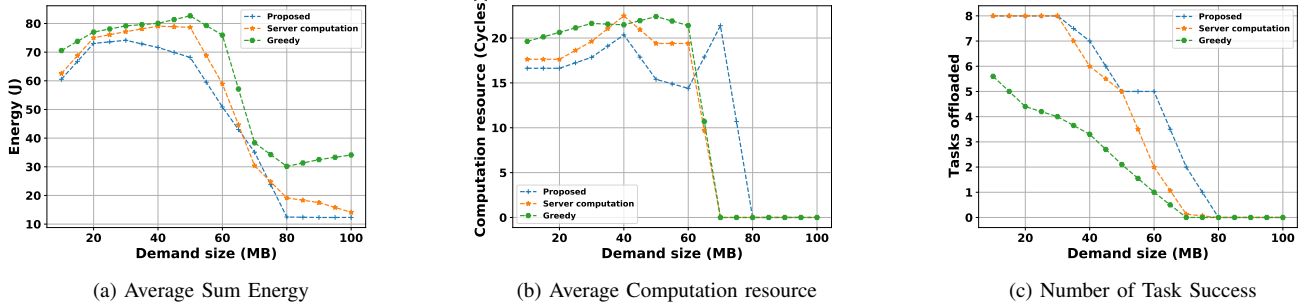 Energy (J)
80
70
60
50
40
30
20
10
20
40
60
80
100
Demand size (MB)
Proposed
Server computation
Greedy
(a) Average Sum Energy
Computation resource (Cycles
20
15
10
5
0
20
40
60
80
100
Demand size (MB)
Proposed
Server computation
Greedy
(b) Average Computation resource
Tasks offloaded
8
7
6
5
4
3
2
1
0
20
40
60
80
100
Demand size (MB)
Proposed
Server computation
Greedy
(c) Number of Task Success